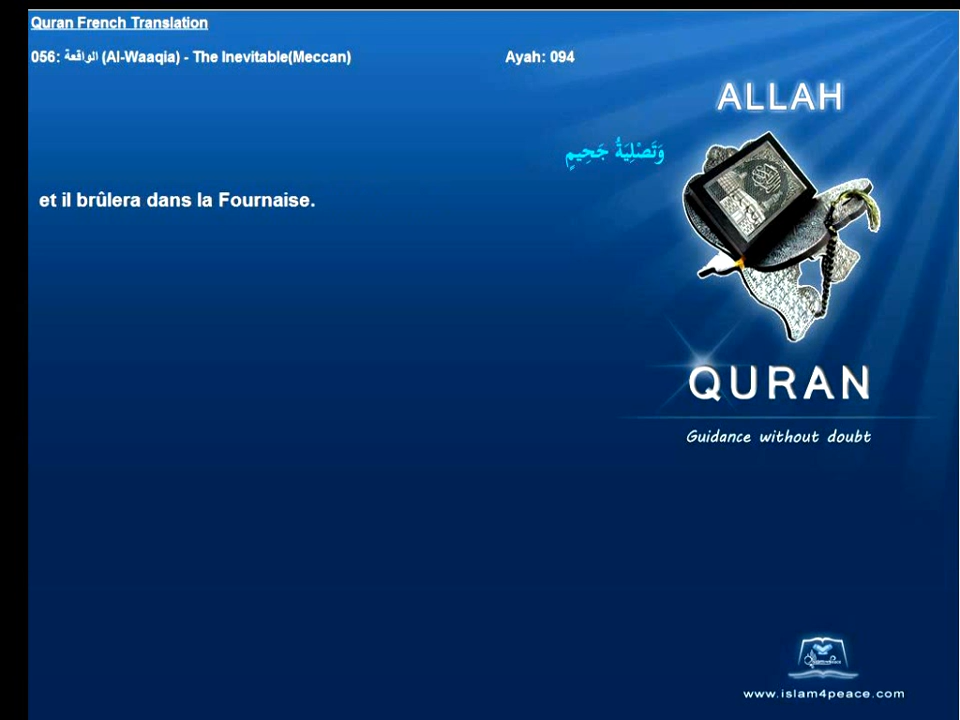 Quran French Translation
056: الواقعة (Al-Waaqia) - The Inevitable(Meccan) Ayah: 094
ALLAH
وَتَصْلِيَةُ جَحِيمٍ
et il brûlera dans la Fournaise.
QURAN
Guidance without doubt
www.islam4peace.com